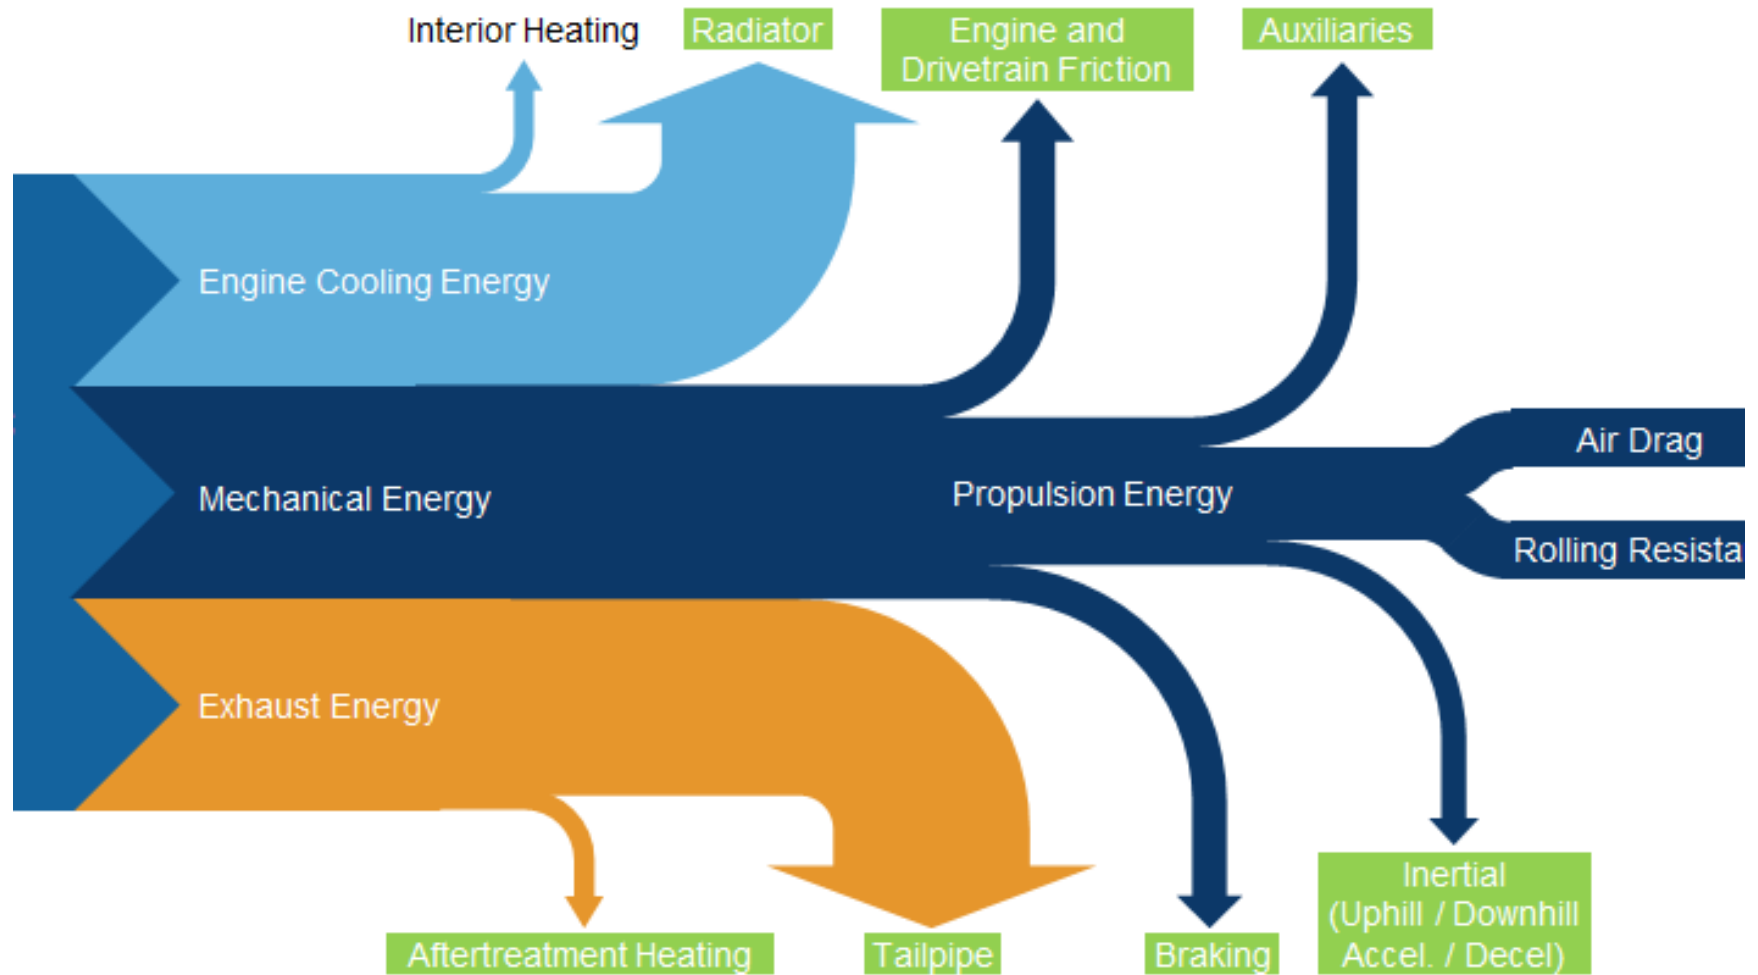 Interior Heating
Radiator
Engine and
Drivetrain Friction
Auxiliaries
Engine Cooling Energy
Air Drag
Propulsion Energy
Mechanical Energy
Rolling Resista
Exhaust Energy
Inertial
(Uphill / Downhill
Accel. / Decel)
Aftertreatment Heating
Tailpipe
Braking